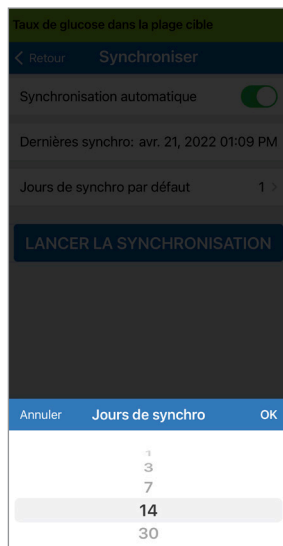 Taux de glucose dans la plage cible
Retour Synchroniser
Synchronisation automatique
Dernières synchro: avr. 21, 2022 01:09 PM
Jours de synchro par défaut 1
LANCER LA SYNCHRONISATION
Annuler Jours de synchro OK
1
3
7
14
30